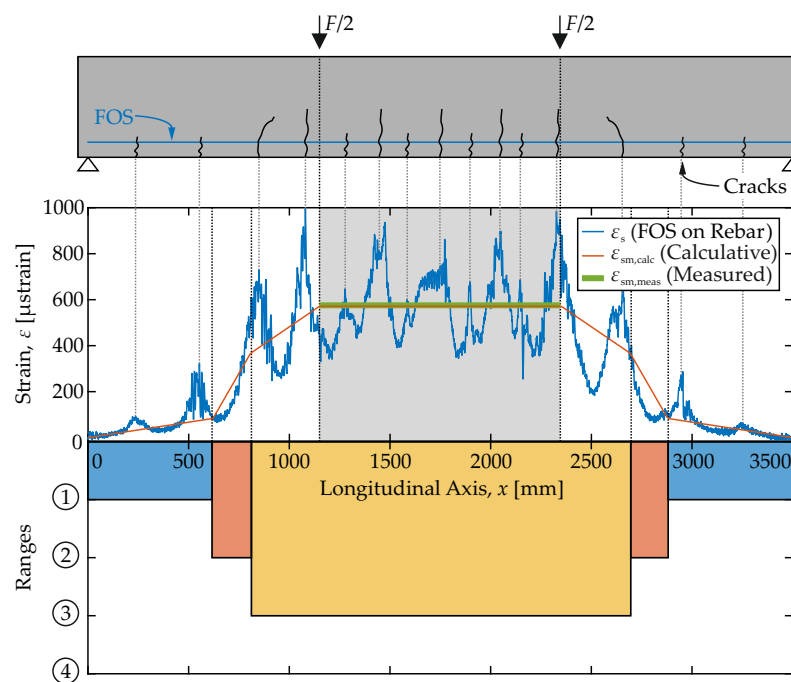 F/2
F/2
FOS
Cracks
1000
800
600
400
200
0
Strain, ε [µstrain]
εs (FOS on Rebar)
εsm,calc (Calculative)
εsm,meas (Measured)
0
500
1000
1500
2000
2500
3000
3500
Longitudinal Axis, x [mm]
Ranges
1
2
3
4